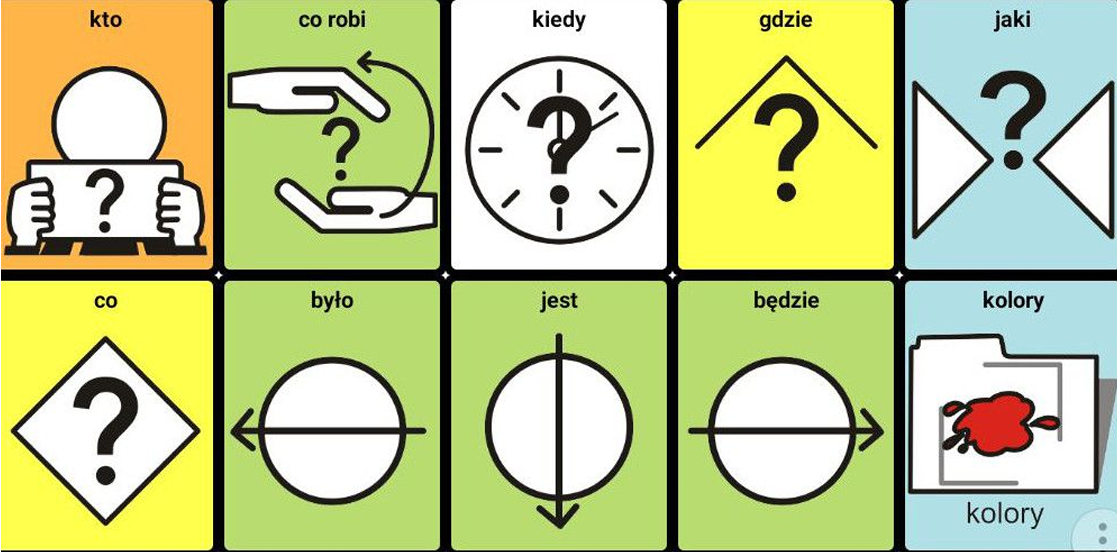 kto
co robi
kiedy
gdzie
jaki
?
?
?
?
?
co
było
jest
będzie
kolory
?
kolory